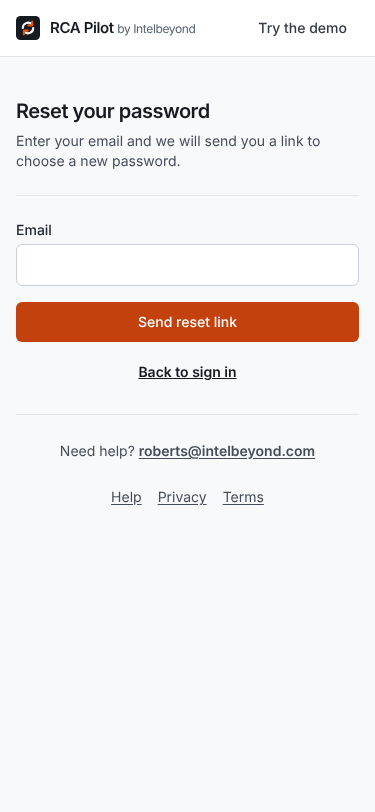 RCA Pilot by Intelbeyond
Try the demo
Reset your password
Enter your email and we will send you a link to
choose a new password.
Email
Send reset link
Back to sign in
Need help? roberts@intelbeyond.com
Help Privacy Terms